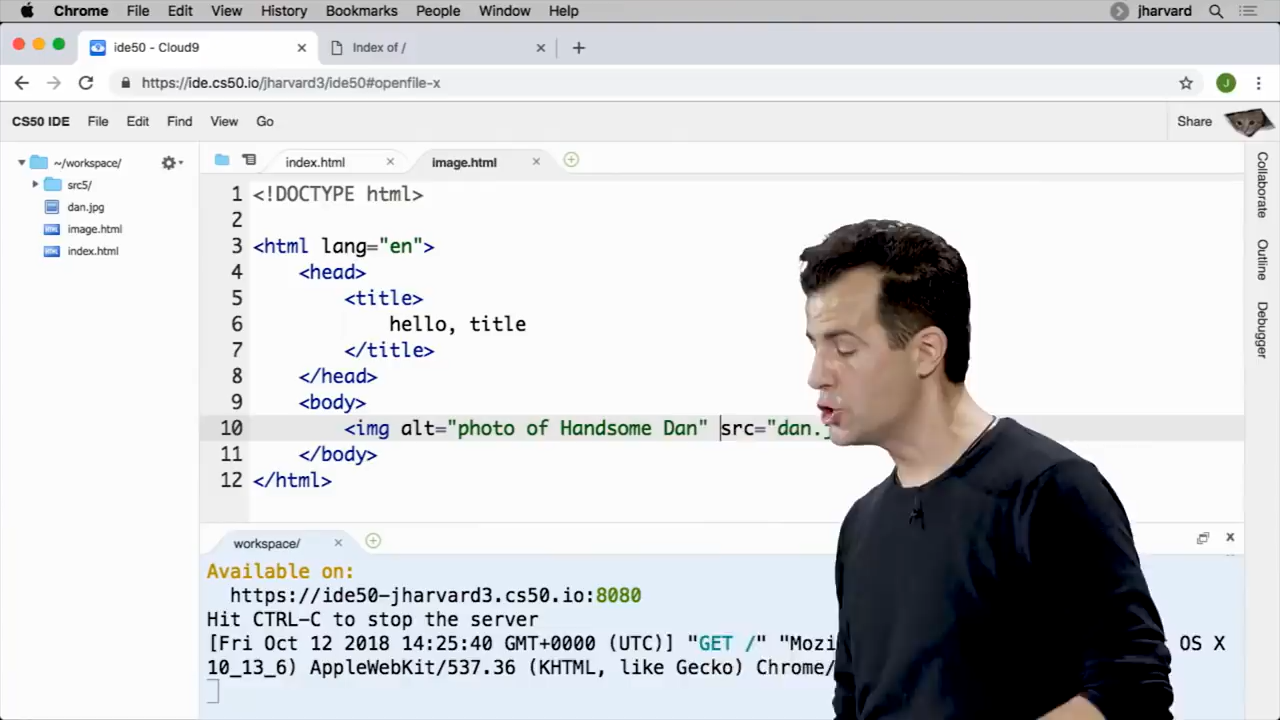 Chrome File Edit View History Bookmarks People Window Help jharvard
ide50 - Cloud9 Index of /
https://ide.cs50.io/jharvard3/ide50#openfile-x J
CS50 IDE File Edit Find View Go Share
~/workspace/ index.html image.html
src5/
dan.jpg
image.html
index.html
1 <!DOCTYPE html>
2
3 <html lang="en">
4 <head>
5 <title>
6 hello, title
7 </title>
8 </head>
9 <body>
10 <img alt="photo of Handsome Dan" src="dan.
11 </body>
12 </html>
Collaborate
Outline
Debugger
workspace/
Available on:
https://ide50-jharvard3.cs50.io:8080
Hit CTRL-C to stop the server
[Fri Oct 12 2018 14:25:40 GMT+0000 (UTC)] "GET /" "Mozi OS X
10_13_6) AppleWebKit/537.36 (KHTML, like Gecko) Chrome/